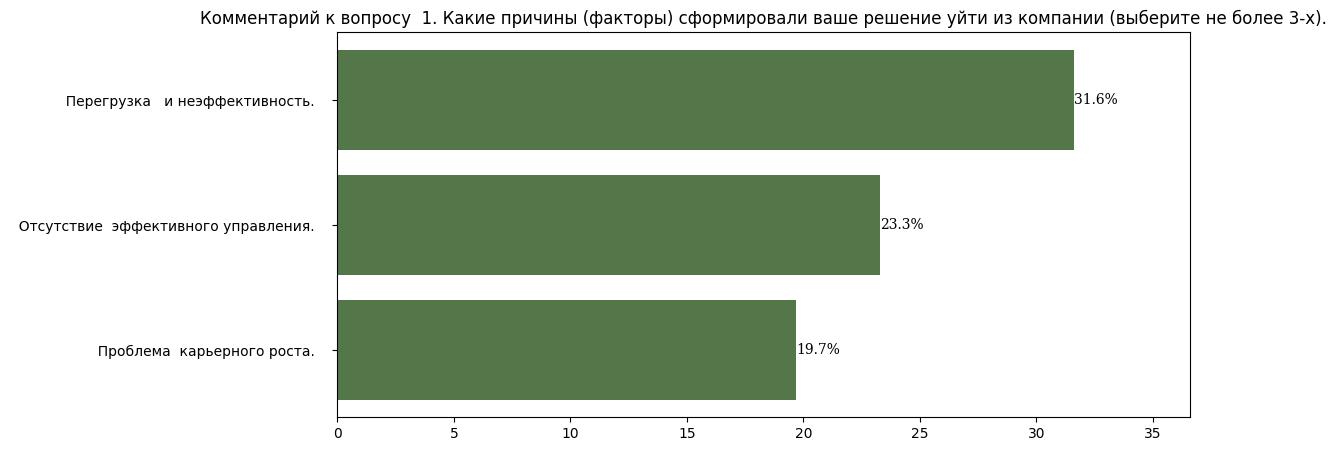 Комментарий к вопросу  1. Какие причины (факторы) сформировали ваше решение уйти из компании (выберите не более 3-х).
Перегрузка   и неэффективность.
31.6%
Отсутствие  эффективного управления.
23.3%
Проблема  карьерного роста.
19.7%
0 5 10 15 20 25 30 35